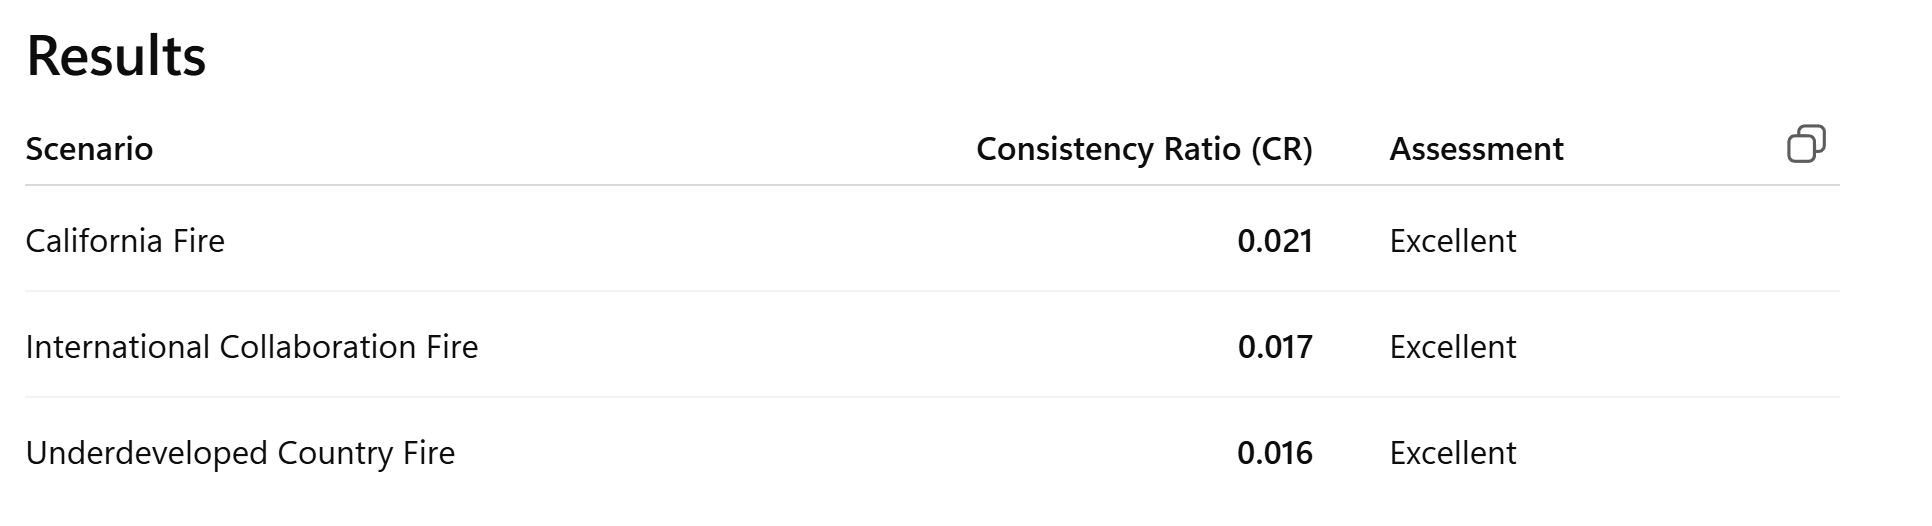 Results
Scenario Consistency Ratio (CR) Assessment
California Fire 0.021 Excellent
International Collaboration Fire 0.017 Excellent
Underdeveloped Country Fire 0.016 Excellent